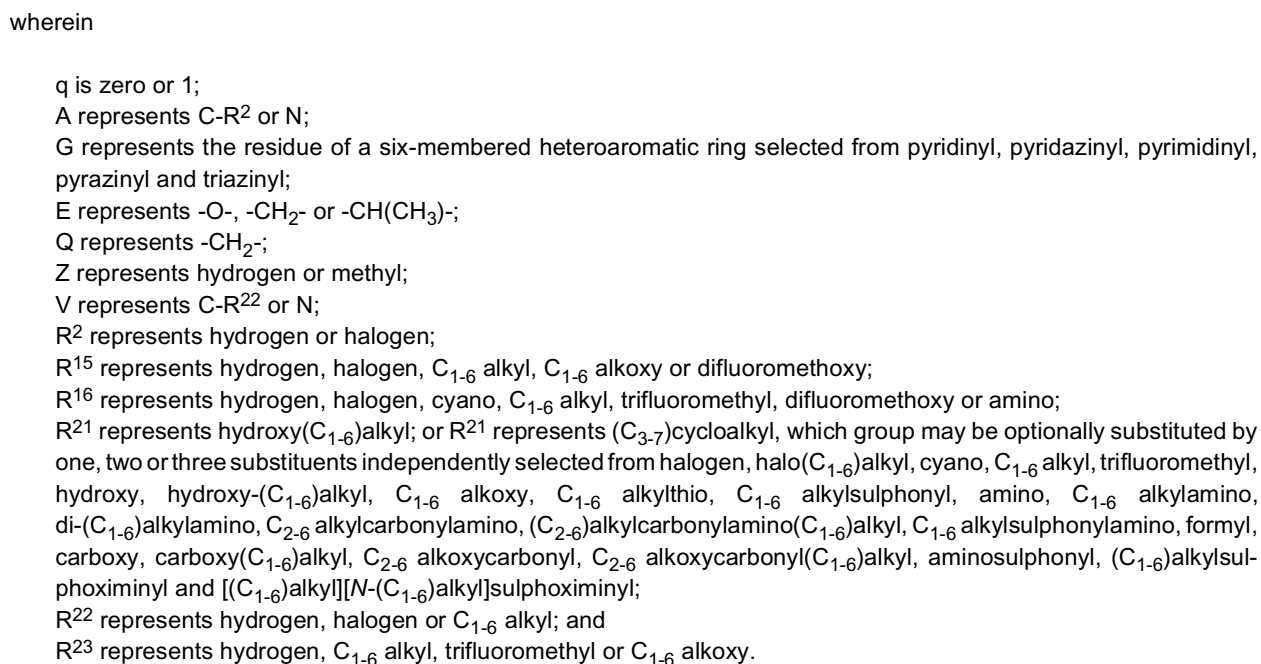 wherein
q is zero or 1;
A represents C-R² or N;
G represents the residue of a six-membered heteroaromatic ring selected from pyridinyl, pyridazinyl, pyrimidinyl,
pyrazinyl and triazinyl;
E represents -O-, -CH₂- or -CH(CH₃)-;
Q represents -CH₂-;
Z represents hydrogen or methyl;
V represents C-R²² or N;
R² represents hydrogen or halogen;
R¹⁵ represents hydrogen, halogen, C₁₋₆ alkyl, C₁₋₆ alkoxy or difluoromethoxy;
R¹⁶ represents hydrogen, halogen, cyano, C₁₋₆ alkyl, trifluoromethyl, difluoromethoxy or amino;
R²¹ represents hydroxy(C₁₋₆)alkyl; or R²¹ represents (C₃₋₇)cycloalkyl, which group may be optionally substituted by
one, two or three substituents independently selected from halogen, halo(C₁₋₆)alkyl, cyano, C₁₋₆ alkyl, trifluoromethyl,
hydroxy, hydroxy-(C₁₋₆)alkyl, C₁₋₆ alkoxy, C₁₋₆ alkylthio, C₁₋₆ alkylsulphonyl, amino, C₁₋₆ alkylamino,
di-(C₁₋₆)alkylamino, C₂₋₆ alkylcarbonylamino, (C₂₋₆)alkylcarbonylamino(C₁₋₆)alkyl, C₁₋₆ alkylsulphonylamino, formyl,
carboxy, carboxy(C₁₋₆)alkyl, C₂₋₆ alkoxycarbonyl, C₂₋₆ alkoxycarbonyl(C₁₋₆)alkyl, aminosulphonyl, (C₁₋₆)alkylsul-
phoximinyl and [(C₁₋₆)alkyl][N-(C₁₋₆)alkyl]sulphoximinyl;
R²² represents hydrogen, halogen or C₁₋₆ alkyl; and
R²³ represents hydrogen, C₁₋₆ alkyl, trifluoromethyl or C₁₋₆ alkoxy.